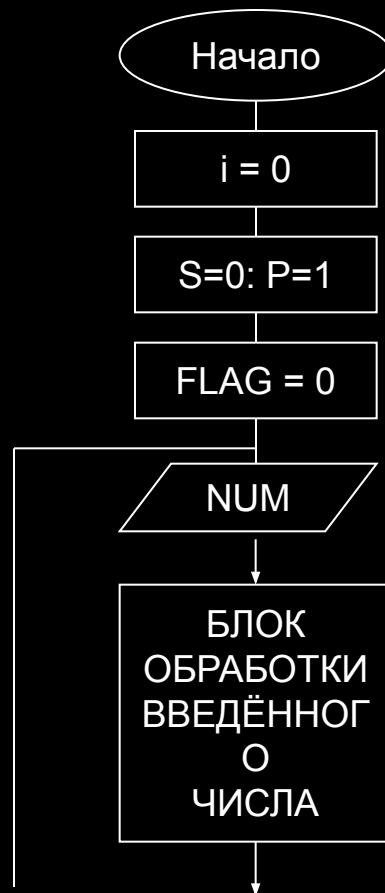 Начало
i = 0
S=0: P=1
FLAG = 0
NUM
БЛОК
ОБРАБОТКИ
ВВЕДЁННОГ
О
ЧИСЛА